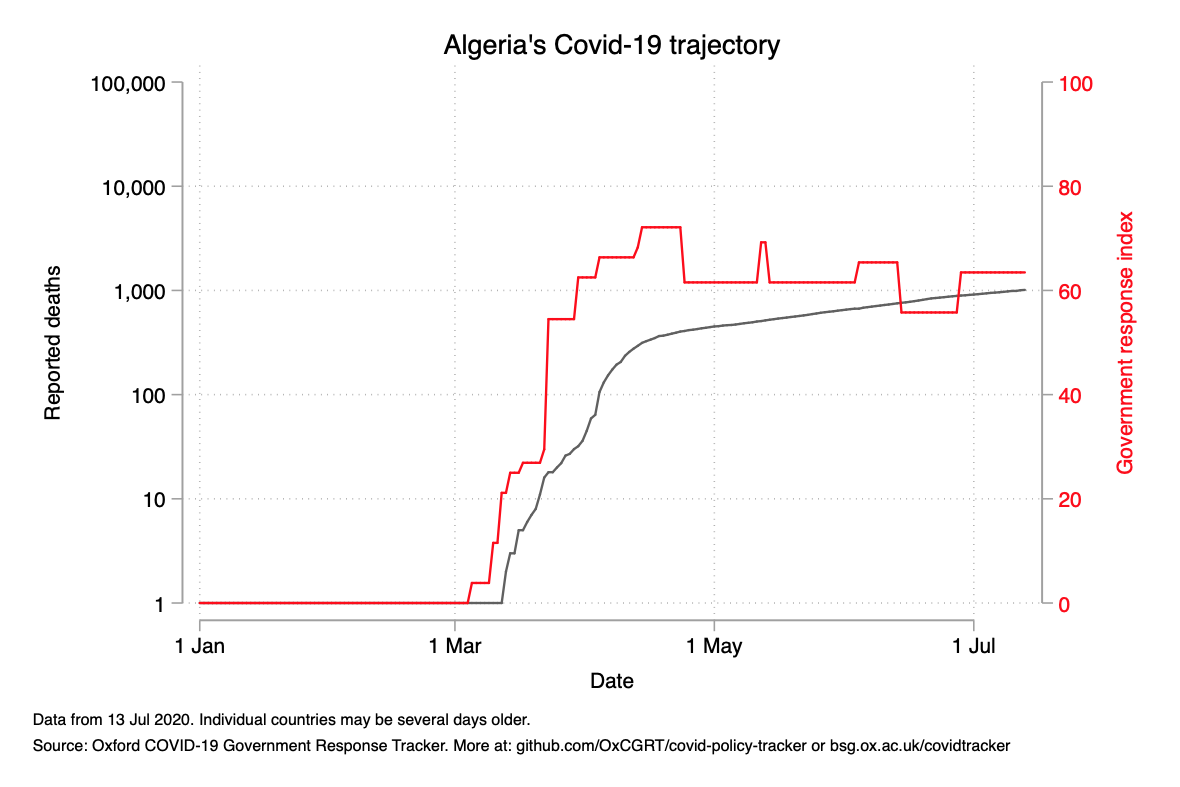 Algeria's Covid-19 trajectory
100,000
10,000
1,000
100
10
1
Reported deaths
100
80
60
40
20
0
Government response index
1 Jan
1 Mar
1 May
1 Jul
Date
Data from 13 Jul 2020. Individual countries may be several days older.
Source: Oxford COVID-19 Government Response Tracker. More at: github.com/OxCGRT/covid-policy-tracker or bsg.ox.ac.uk/covidtracker